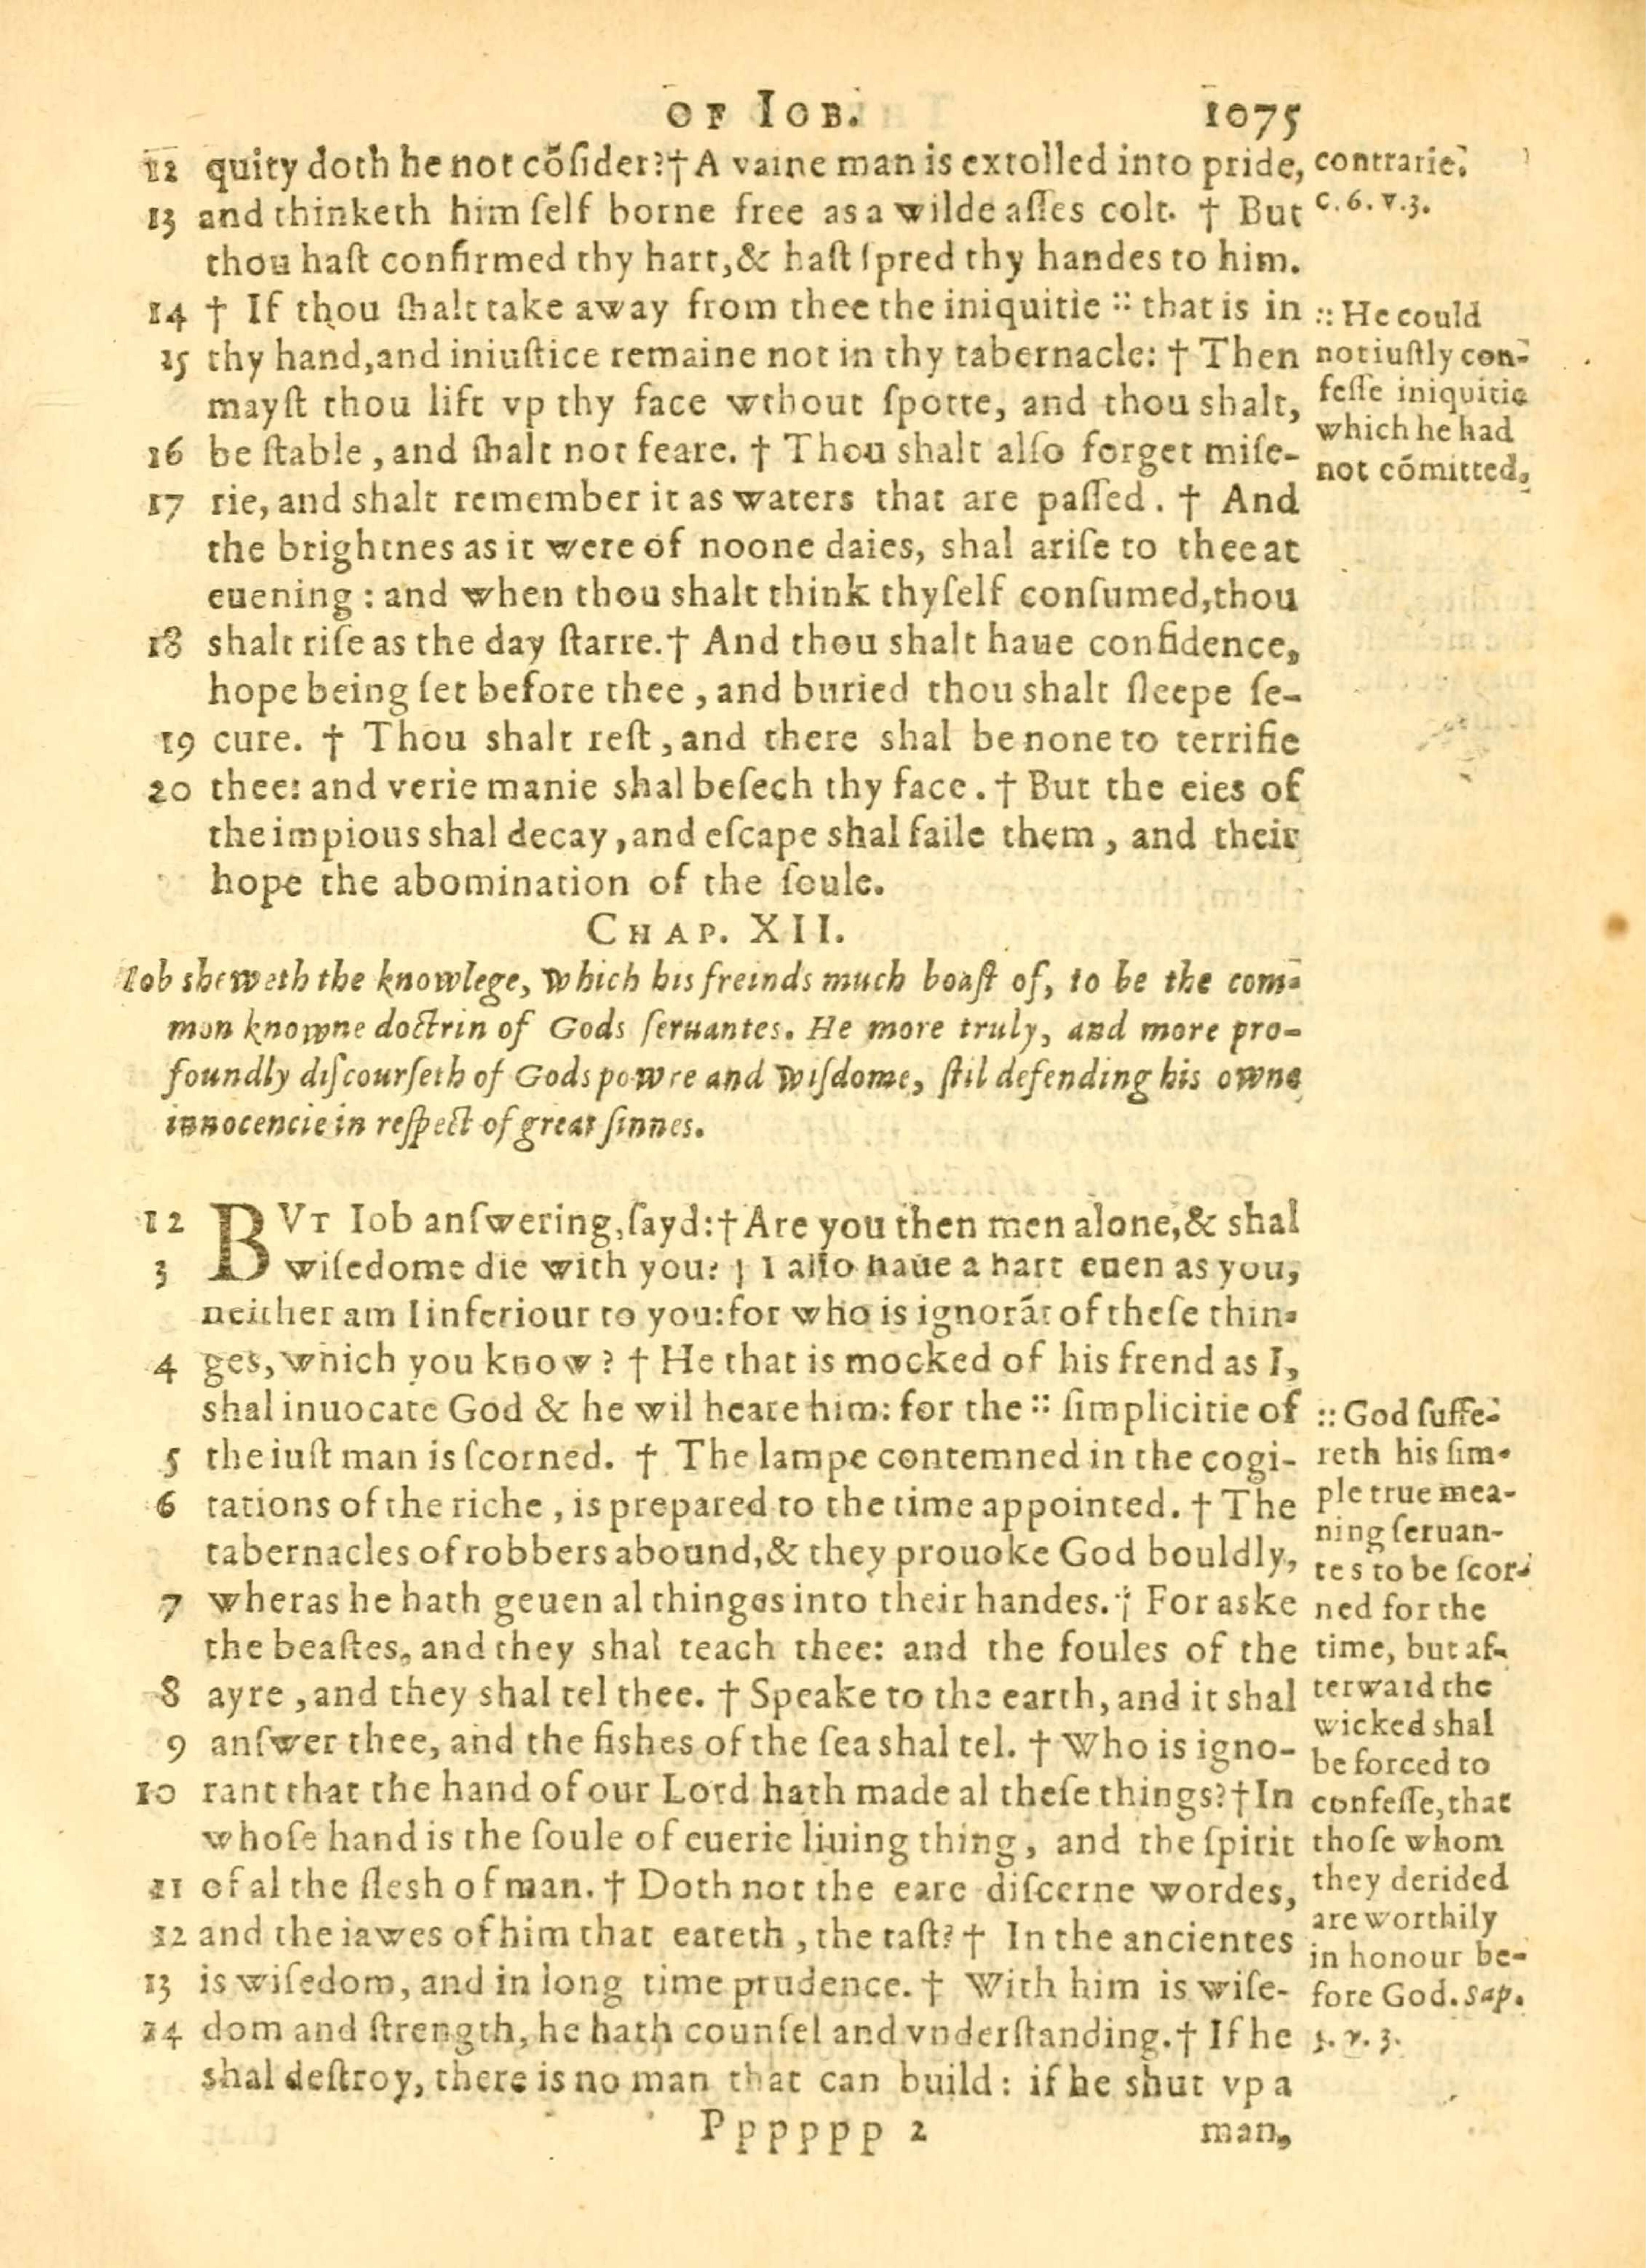 OF IOB. 1075
12 quity doth he not cõſider?† A vaine man is extolled into pride,
13 and thinketh him ſelf borne free as a wilde aſſes colt. † But
thou haſt confirmed thy hart,& haſt ſpred thy handes to him.
14 † If thou ſhalt take away from thee the iniquitie :: that is in
15 thy hand,and iniuſtice remaine not in thy tabernacle: † Then
mayſt thou lift vp thy face wthout ſpotte, and thou shalt,
16 be ſtable, and ſhalt not feare. † Thou shalt alſo forget miſe-
17 rie, and shalt remember it as waters that are paſſed. † And
the brightnes as it were of noone daies, shal ariſe to thee at
euening : and when thou shalt think thyſelf conſumed,thou
18 shalt riſe as the day ſtarre.† And thou shalt haue confidence,
hope being ſet before thee, and buried thou shalt ſleepe ſe-
19 cure. † Thou shalt reſt, and there shal be none to terrifie
20 thee: and verie manie shal beſech thy face. † But the eies of
the impious shal decay, and eſcape shal faile them, and their
hope the abomination of the ſoule.
contrarie.
c. 6. v. 3.
:: He could
not iuſtly con-
feſſe iniquitie
which he had
not cõmitted.
CHAP. XII.
Iob sheweth the knowlege, which his freinds much boaſt of, to be the com-
mon knowne doctrin of Gods ſeruantes. He more truly, and more pro-
foundly diſcourſeth of Gods powre and wiſdome, ſtil defending his owne
innocencie in reſpect of great ſinnes.
12 BVT Iob anſwering, ſayd:† Are you then men alone,& shal
3 wiſedome die with you? † I alſo haue a hart euen as you,
neither am I inferiour to you:for who is ignorãt of theſe thin-
4 ges, which you know? † He that is mocked of his frend as I,
shal inuocate God & he wil heare him: for the :: ſimplicitie of
5 the iuſt man is ſcorned. † The lampe contemned in the cogi-
6 tations of the riche, is prepared to the time appointed. † The
tabernacles of robbers abound,& they prouoke God bouldly,
7 wheras he hath geuen al thinges into their handes. † For aske
the beaſtes, and they shal teach thee: and the foules of the
8 ayre, and they shal tel thee. † Speake to the earth, and it shal
9 anſwer thee, and the fishes of the ſea shal tel. † Who is igno-
10 rant that the hand of our Lord hath made al theſe things?† In
whoſe hand is the ſoule of euerie liuing thing, and the ſpirit
11 of al the flesh of man. † Doth not the eare diſcerne wordes,
12 and the iawes of him that eateth, the taſt? † In the ancientes
13 is wiſedom, and in long time prudence. † With him is wiſe-
14 dom and ſtrength, he hath counſel and vnderſtanding. † If he
shal deſtroy, there is no man that can build: if he shut vp a
:: God ſuffe-
reth his ſim-
ple true mea-
ning ſeruan-
tes to be ſcor-
ned for the
time, but af-
terward the
wicked shal
be forced to
confeſſe, that
thoſe whom
they derided
are worthily
in honour be-
fore God. Sap.
5. v. 3.
Pppppp 2 man,